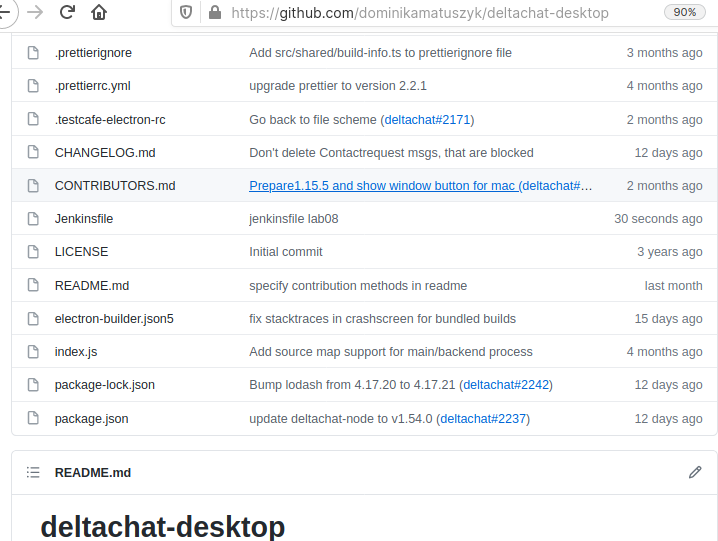 https://github.com/dominikamatuszyk/deltachat-desktop 90%
.prettierignore Add src/shared/build-info.ts to prettierignore file 3 months ago
.prettierrc.yml upgrade prettier to version 2.2.1 4 months ago
.testcafe-electron-rc Go back to file scheme (deltachat#2171) 2 months ago
CHANGELOG.md Don't delete Contactrequest msgs, that are blocked 12 days ago
CONTRIBUTORS.md Prepare1.15.5 and show window button for mac (deltachat#... 2 months ago
Jenkinsfile jenkinsfile lab08 30 seconds ago
LICENSE Initial commit 3 years ago
README.md specify contribution methods in readme last month
electron-builder.json5 fix stacktraces in crashscreen for bundled builds 15 days ago
index.js Add source map support for main/backend process 4 months ago
package-lock.json Bump lodash from 4.17.20 to 4.17.21 (deltachat#2242) 12 days ago
package.json update deltachat-node to v1.54.0 (deltachat#2237) 12 days ago
README.md
deltachat-desktop